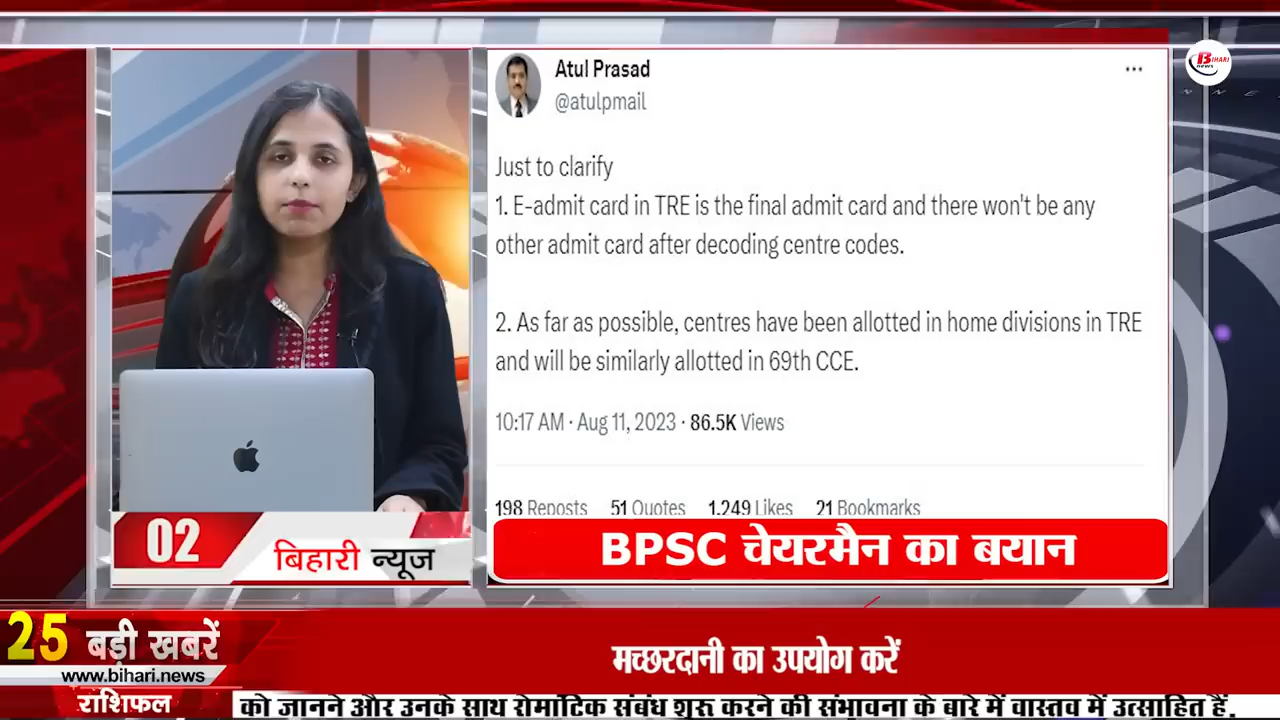 BIHARI
news
Atul Prasad
@atulpmail
Just to clarify
1. E-admit card in TRE is the final admit card and there won't be any
other admit card after decoding centre codes.
2. As far as possible, centres have been allotted in home divisions in TRE
and will be similarly allotted in 69th CCE.
10:17 AM · Aug 11, 2023 · 86.5K Views
198 Reposts 51 Quotes 1,249 Likes 21 Bookmarks
02
बिहारी न्यूज
BPSC चेयरमैन का बयान
25 बड़ी खबरें
www.bihari.news
मच्छरदानी का उपयोग करें
राशिफल
को जानने और उनके साथ रोमांटिक संबंध शुरू करने की संभावना के बारे में वास्तव में उत्साहित हैं.